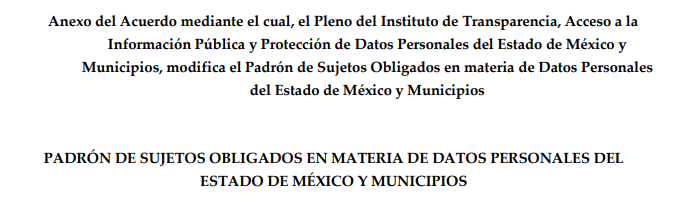 Anexo del Acuerdo mediante el cual, el Pleno del Instituto de Transparencia, Acceso a la
Información Pública y Protección de Datos Personales del Estado de México y
Municipios, modifica el Padrón de Sujetos Obligados en materia de Datos Personales
del Estado de México y Municipios
PADRÓN DE SUJETOS OBLIGADOS EN MATERIA DE DATOS PERSONALES DEL
ESTADO DE MÉXICO Y MUNICIPIOS